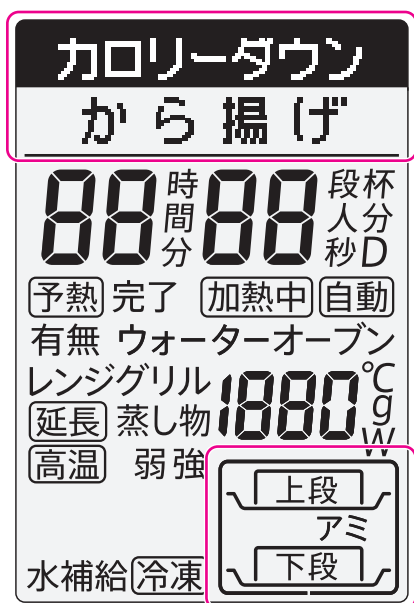 カロリーダウン
から揚げ
88時間分88段杯人分秒D
予熱 完了 加熱中 自動
有無 ウォーターオーブン
レンジグリル
延長 蒸し物 1880℃gW
高温 弱強
上段
アミ
下段
水補給 冷凍